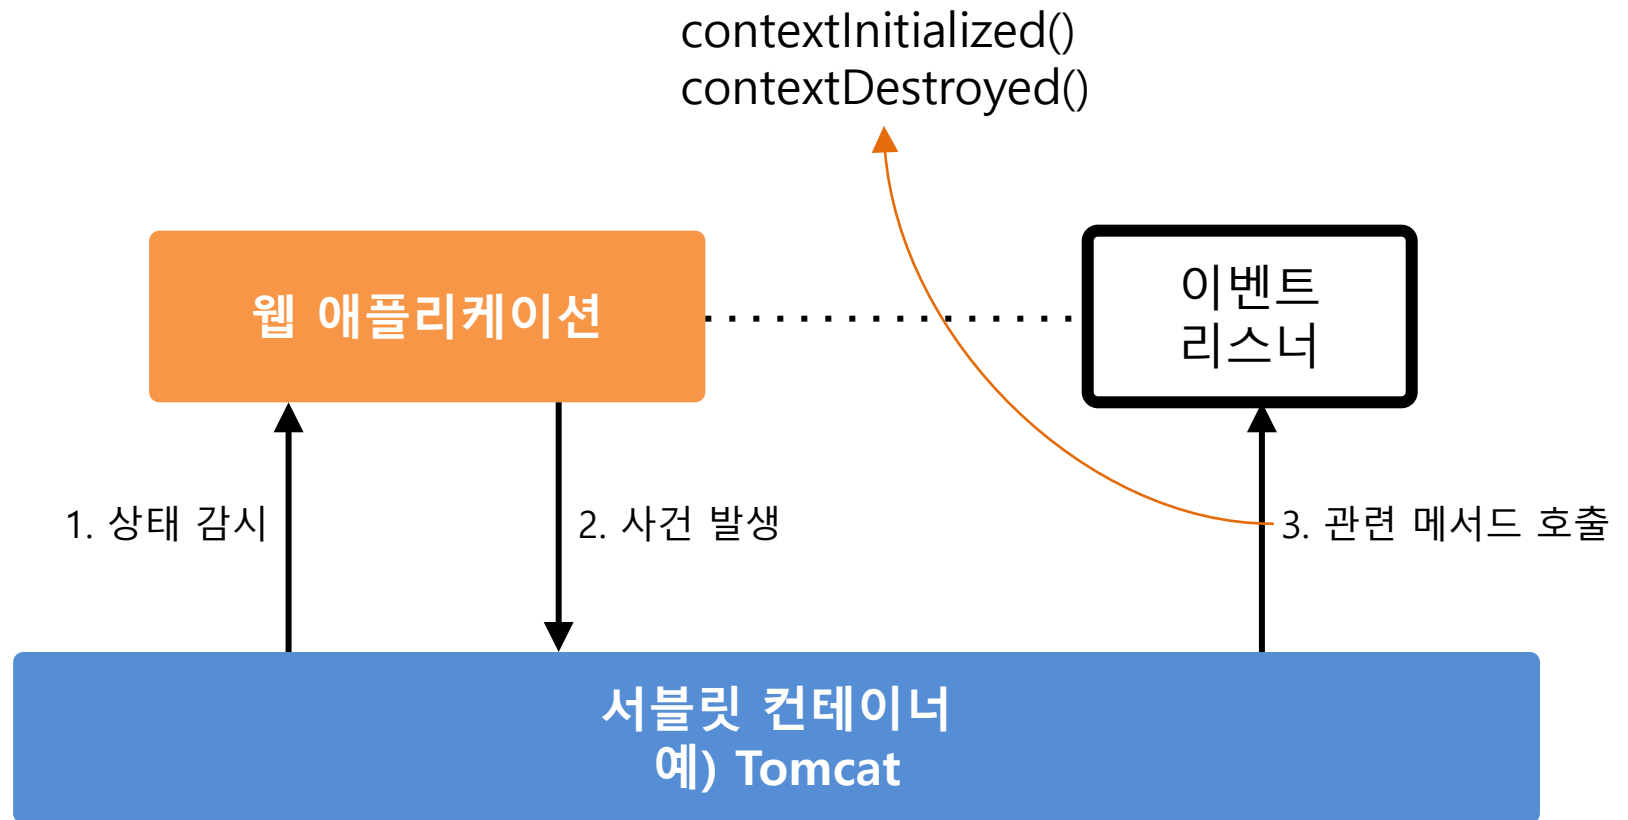 contextInitialized()
contextDestroyed()
웹 애플리케이션
이벤트
리스너
1. 상태 감시
2. 사건 발생
3. 관련 메서드 호출
서블릿 컨테이너
예) Tomcat